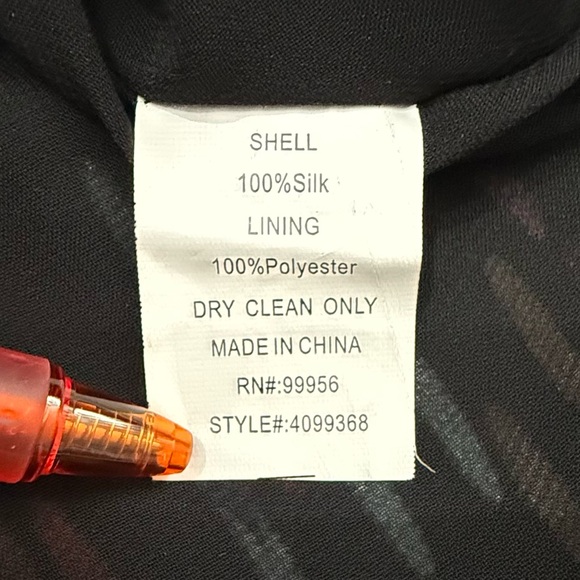 SHELL
100%Silk
LINING
100%Polyester
DRY CLEAN ONLY
MADE IN CHINA
RN#:99956
STYLE#:4099368